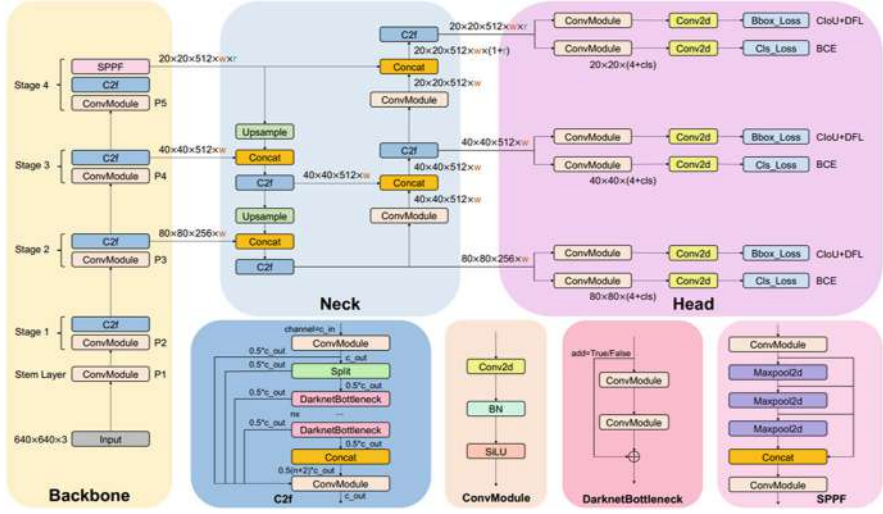 20×20×512×w×r
C2f
20×20×512×w×(1+r)
Concat
20×20×512×w
ConvModule
ConvModule
Conv2d
Bbox_Loss
CIoU+DFL
ConvModule
Conv2d
Cls_Loss
BCE
20×20×(4+cls)
Stage 4
SPPF
C2f
ConvModule
P5
20×20×512×w×r
Upsample
Stage 3
C2f
ConvModule
P4
40×40×512×w
Concat
C2f
40×40×512×w
Upsample
C2f
40×40×512×w
Concat
40×40×512×w
ConvModule
40×40×512×w
ConvModule
Conv2d
Bbox_Loss
CIoU+DFL
ConvModule
Conv2d
Cls_Loss
BCE
40×40×(4+cls)
Stage 2
C2f
ConvModule
P3
80×80×256×w
Concat
C2f
80×80×256×w
ConvModule
Conv2d
Bbox_Loss
CIoU+DFL
ConvModule
Conv2d
Cls_Loss
BCE
80×80×(4+cls)
Neck
Head
Stage 1
C2f
ConvModule
P2
Stem Layer
ConvModule
P1
640×640×3
Input
Backbone
channel=c_in
ConvModule
0.5*c_out
c_out
Split
0.5*c_out
0.5*c_out
DarknetBottleneck
0.5*c_out
n×
...
DarknetBottleneck
0.5*c_out
0.5*c_out
Concat
0.5(n+2)*c_out
ConvModule
C2f
c_out
Conv2d
BN
SiLU
ConvModule
add=True/False
ConvModule
ConvModule
DarknetBottleneck
ConvModule
Maxpool2d
Maxpool2d
Maxpool2d
Concat
ConvModule
SPPF